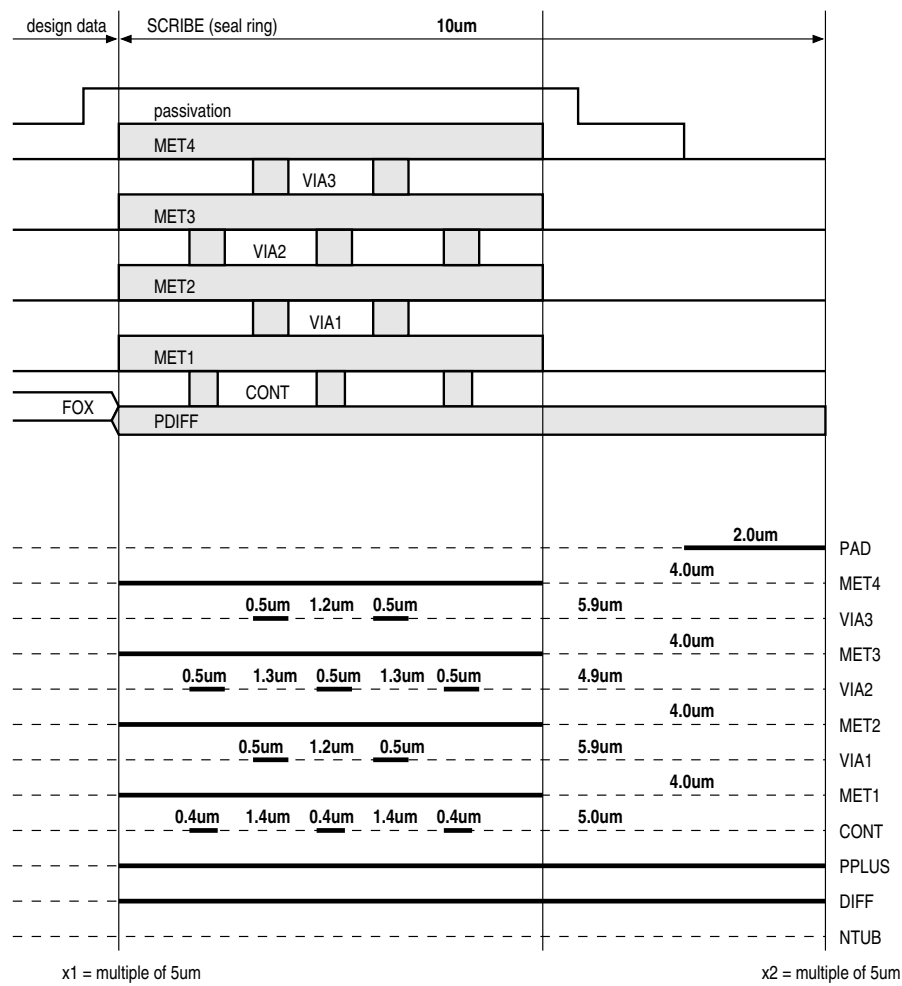 design data SCRIBE (seal ring) 10um
passivation
MET4
VIA3
MET3
VIA2
MET2
VIA1
MET1
CONT
FOX
PDIFF
2.0um
PAD
4.0um
MET4
0.5um 1.2um 0.5um 5.9um
VIA3
4.0um
MET3
0.5um 1.3um 0.5um 1.3um 0.5um 4.9um
VIA2
4.0um
MET2
0.5um 1.2um 0.5um 5.9um
VIA1
4.0um
MET1
0.4um 1.4um 0.4um 1.4um 0.4um 5.0um
CONT
PPLUS
DIFF
NTUB
x1 = multiple of 5um x2 = multiple of 5um